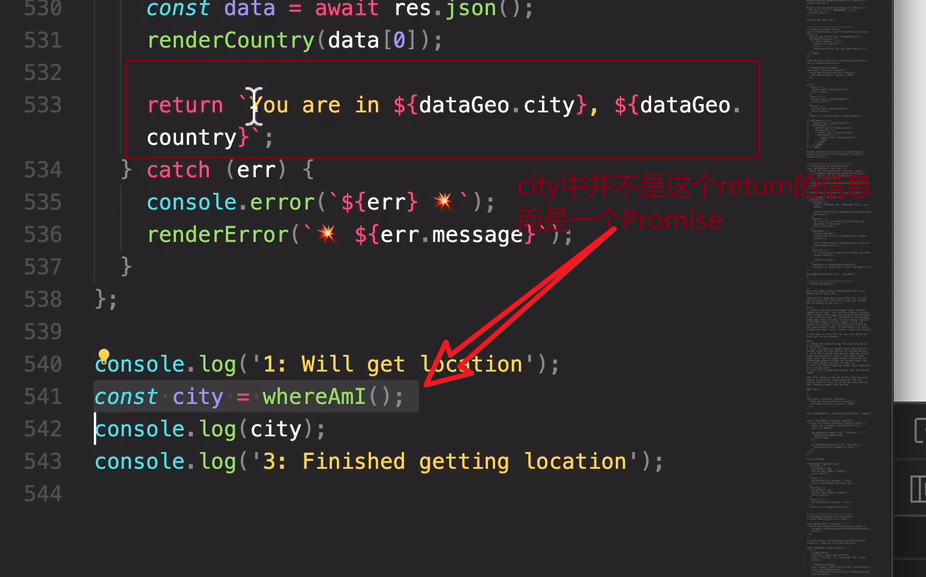 530 const data = await res.json();
531 renderCountry(data[0]);
532
533 return `You are in ${dataGeo.city}, ${dataGeo.
country}`;
534 } catch (err) {
535 console.error(`${err} 💥`);
536 renderError(`💥 ${err.message}`);
537 }
538 };
539
540 console.log('1: Will get location');
541 const city = whereAmI();
542 console.log(city);
543 console.log('3: Finished getting location');
544
city中并不是这个return的信息
而是一个Promise